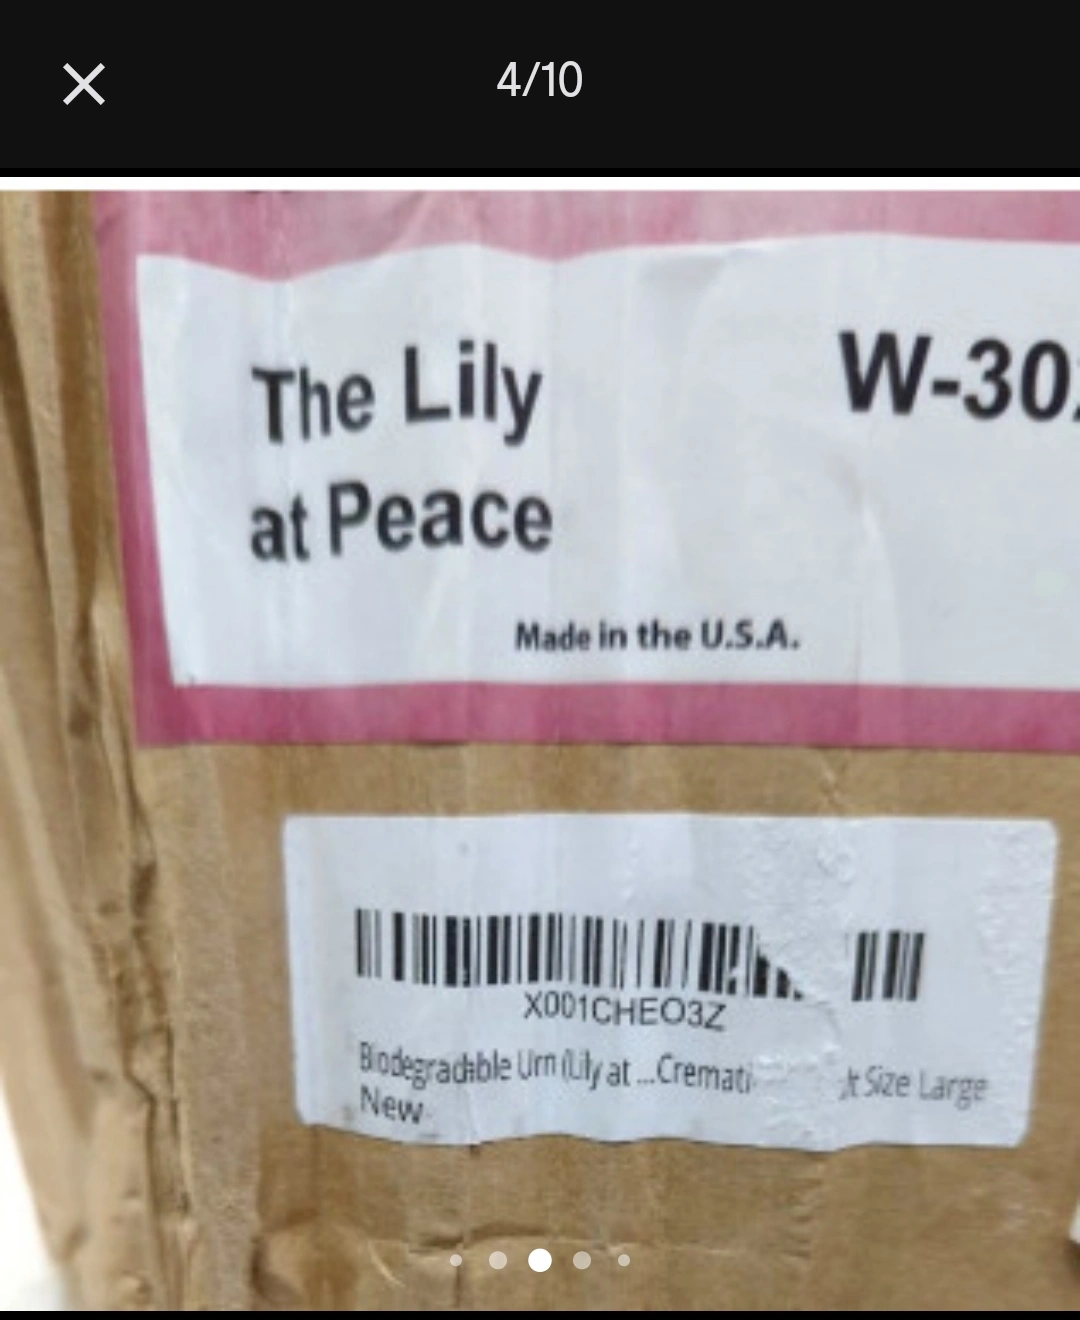 4/10
The Lily
W-30
at Peace
Made in the U.S.A.
X001CHEO3Z
Biodegradable Urn (Lily at ...Cremati Size Large
New